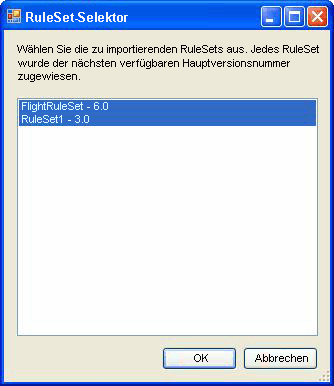 RuleSet-Selektor
Wählen Sie die zu importierenden RuleSets aus. Jedes RuleSet
wurde der nächsten verfügbaren Hauptversionsnummer
zugewiesen.
FlightRuleSet - 6.0
RuleSet1 - 3.0
OK
Abbrechen